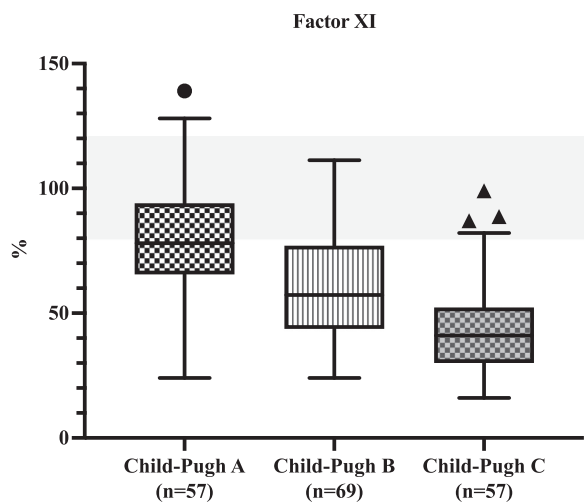 Factor XI
150
100
50
0
%
Child-Pugh A
(n=57)
Child-Pugh B
(n=69)
Child-Pugh C
(n=57)